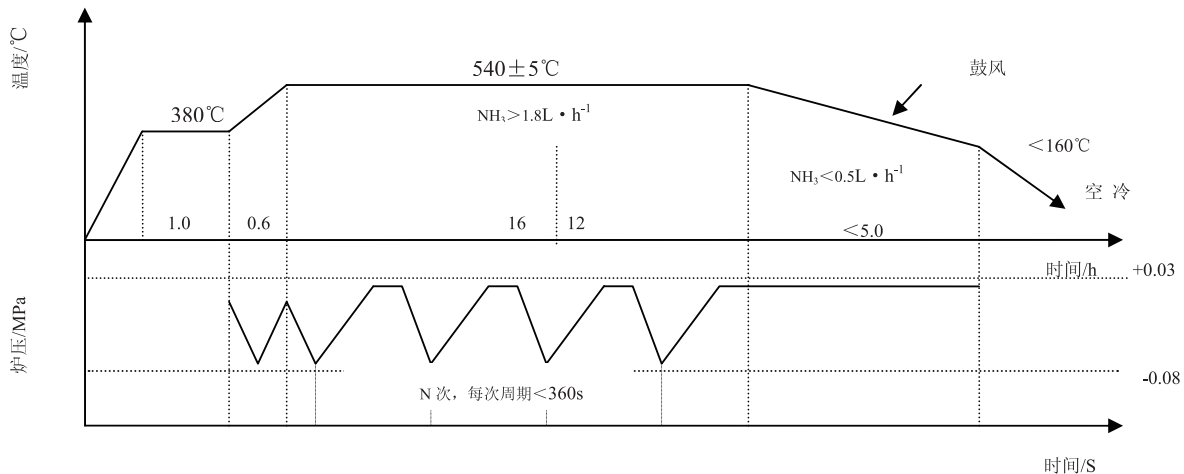 温度/℃
540±5℃
鼓风
380℃
NH₃>1.8L·h⁻¹
<160℃
NH₃<0.5L·h⁻¹
空 冷
1.0
0.6
16
12
<5.0
时间/h
+0.03
炉压/MPa
-0.08
N 次，每次周期<360s
时间/S